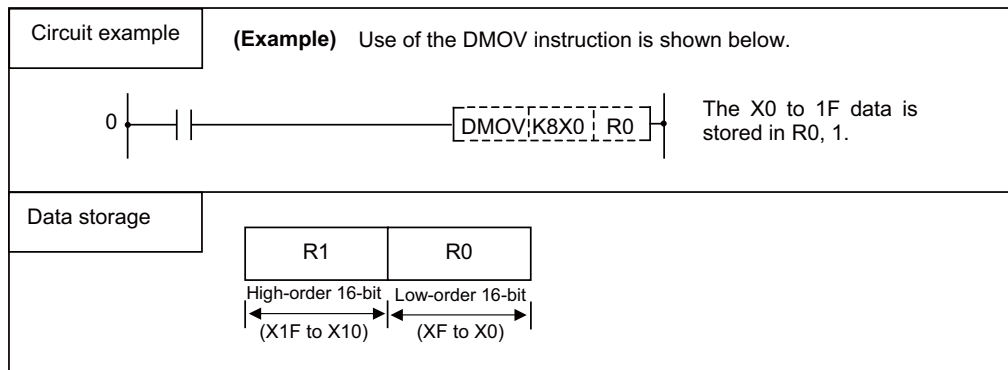 Circuit example
(Example) Use of the DMOV instruction is shown below.
0
DMOV K8X0 R0
The X0 to 1F data is
stored in R0, 1.
Data storage
R1 R0
High-order 16-bit Low-order 16-bit
(X1F to X10) (XF to X0)